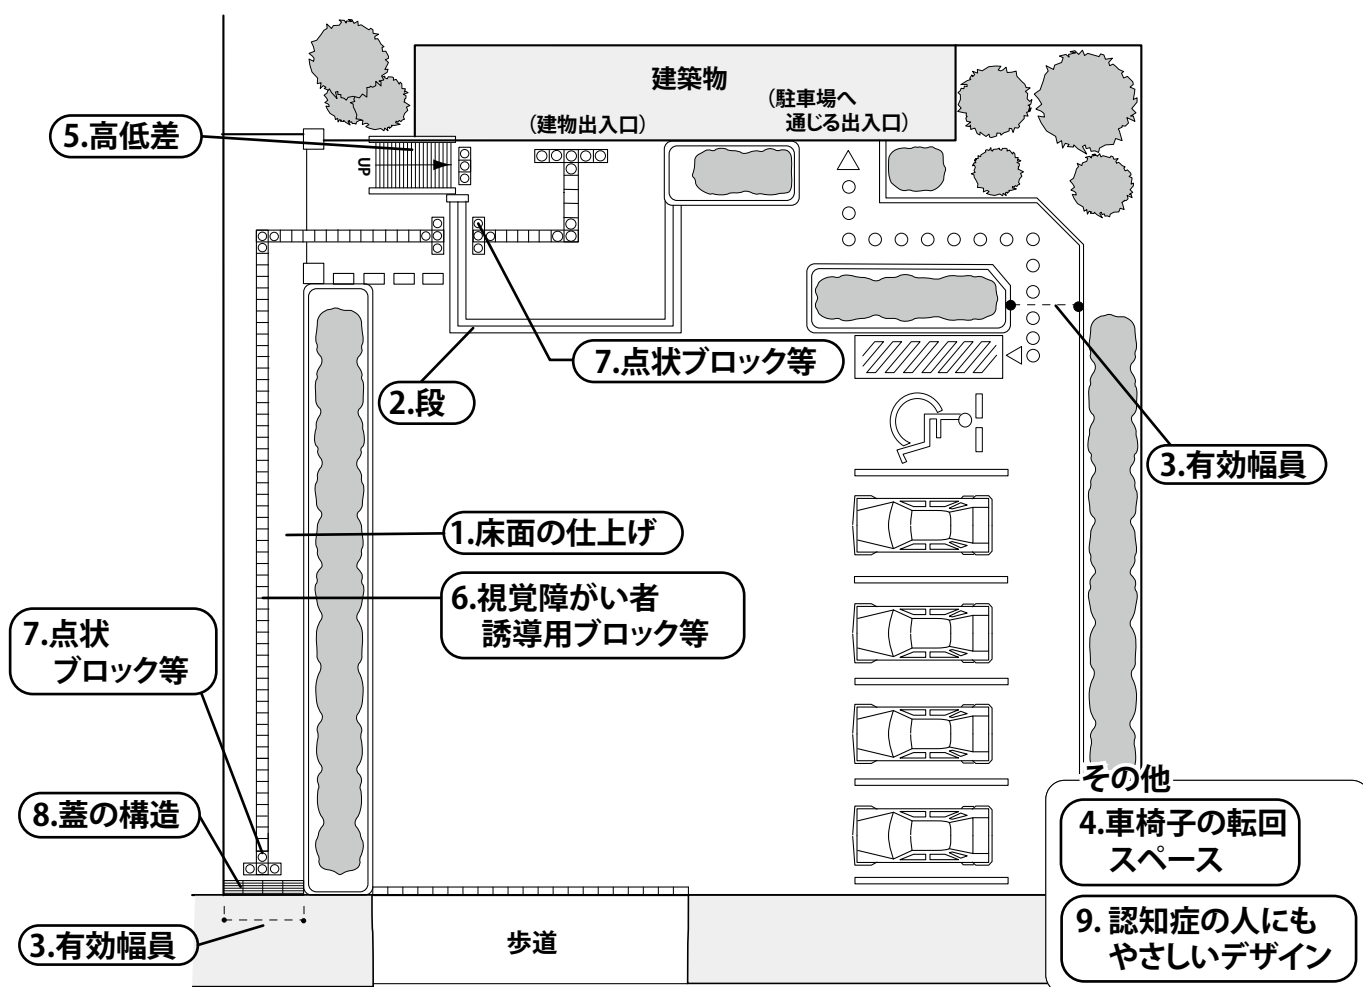 建築物
(駐車場へ
通じる出入口)
(建物出入口)
5.高低差
UP
7.点状ブロック等
2.段
3.有効幅員
1.床面の仕上げ
6.視覚障がい者
誘導用ブロック等
7.点状
ブロック等
8.蓋の構造
3.有効幅員
歩道
その他
4.車椅子の転回
スペース
9. 認知症の人にも
やさしいデザイン